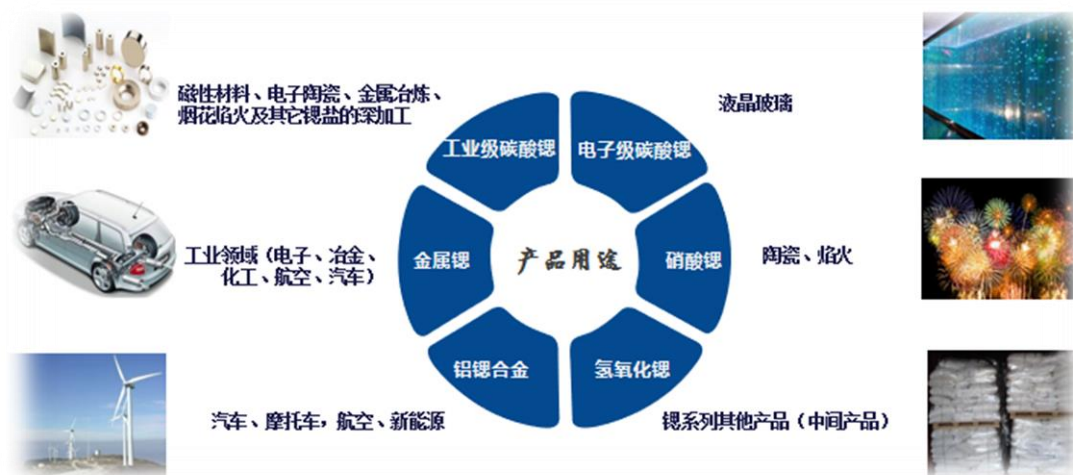 磁性材料、电子陶瓷、金属冶炼、
烟花焰火及其它锶盐的深加工
液晶玻璃
工业级碳酸锶
电子级碳酸锶
工业领域（电子、冶金、
化工、航空、汽车）
金属锶
产品用途
硝酸锶
陶瓷、焰火
铝锶合金
氢氧化锶
汽车、摩托车，航空、新能源
锶系列其他产品（中间产品）